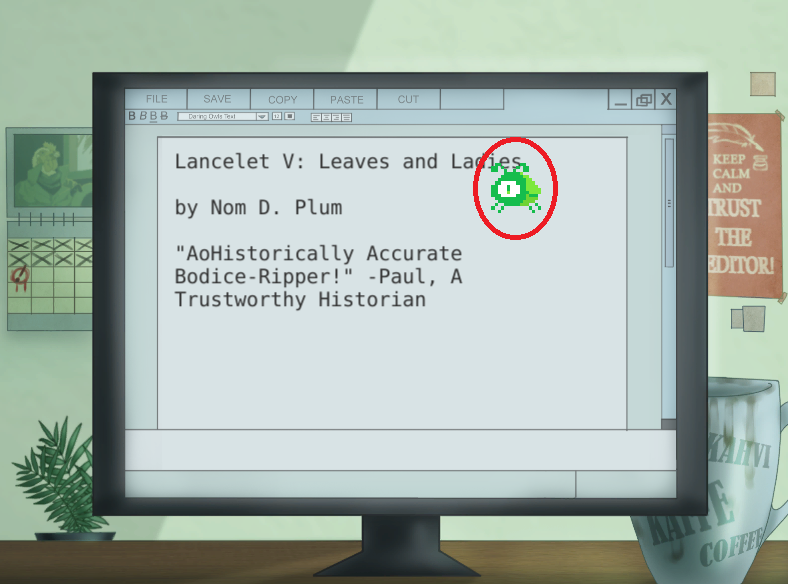 FILE SAVE COPY PASTE CUT X
B B B B Daring Owls Text 12
Lancelet V: Leaves and Ladies
by Nom D. Plum
"AoHistorically Accurate
Bodice-Ripper!" -Paul, A
Trustworthy Historian
KEEP
CALM
AND
TRUST
THE
EDITOR!
KAHVI
KAFFE
COFFEE